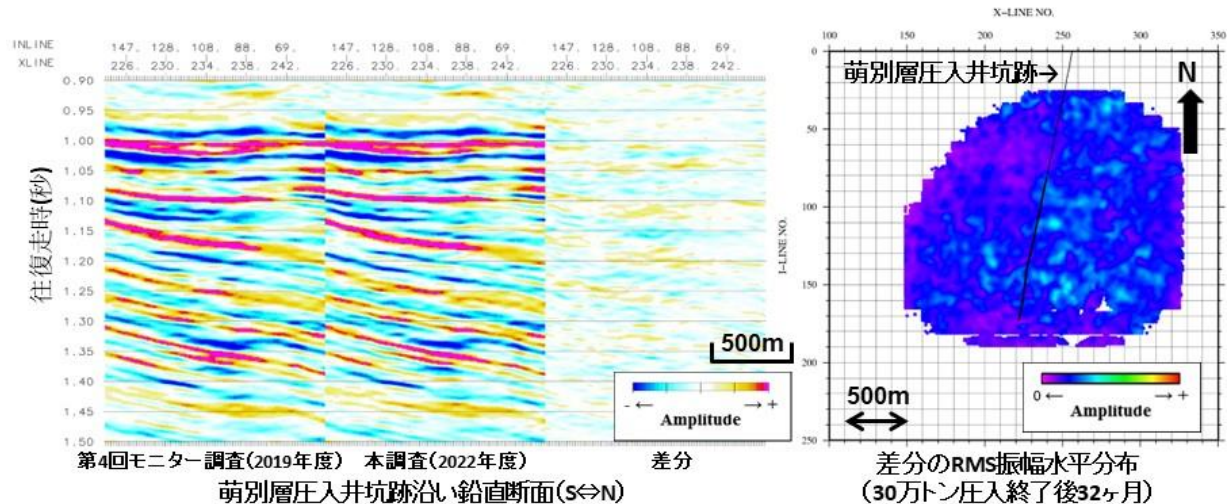 INLINE 147. 128. 108. 88. 69. 147. 128. 108. 88. 69. 147. 128. 108. 88. 69.
XLINE 226. 230. 234. 238. 242. 226. 230. 234. 238. 242. 226. 230. 234. 238. 242.
往復走時(秒)
0.90
0.95
1.00
1.05
1.10
1.15
1.20
1.25
1.30
1.35
1.40
1.45
1.50
500m
- ← → +
Amplitude
第4回モニター調査(2019年度) 本調査(2022年度) 差分
萌別層圧入井坑跡沿い鉛直断面(S⇔N)
X-LINE NO.
100 150 200 250 300 350
I-LINE NO.
0
50
100
150
200
250
萌別層圧入井坑跡→
N
500m
0← → +
Amplitude
差分のRMS振幅水平分布
(30万トン圧入終了後32ヶ月)